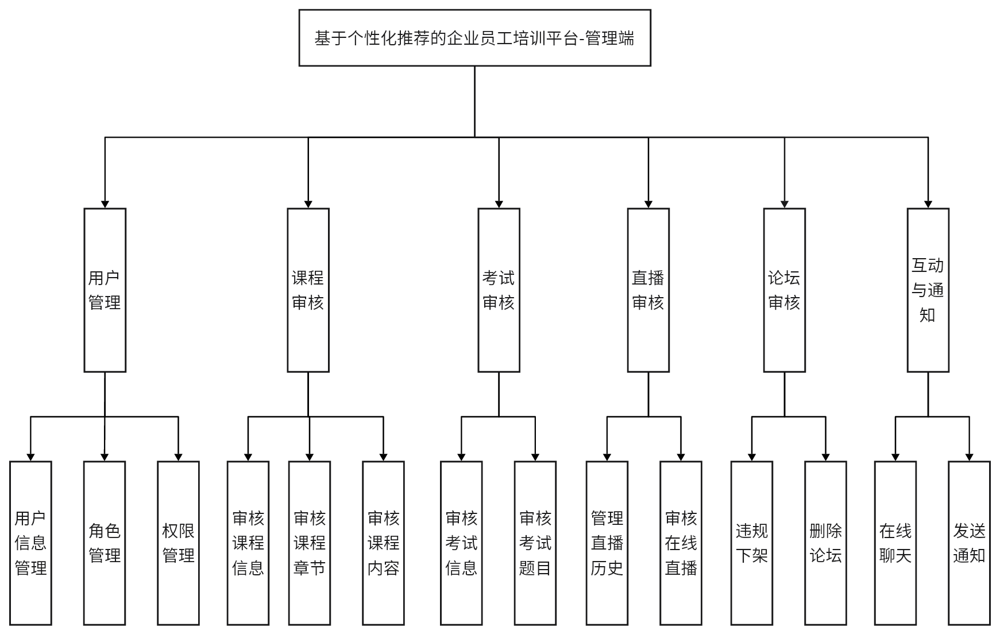 基于个性化推荐的企业员工培训平台-管理端
用户
管理
课程
审核
考试
审核
直播
审核
论坛
审核
互动
与通
知
用户
信息
管理
角色
管理
权限
管理
审核
课程
信息
审核
课程
章节
审核
课程
内容
审核
考试
信息
审核
考试
题目
管理
直播
历史
审核
在线
直播
违规
下架
删除
论坛
在线
聊天
发送
通知